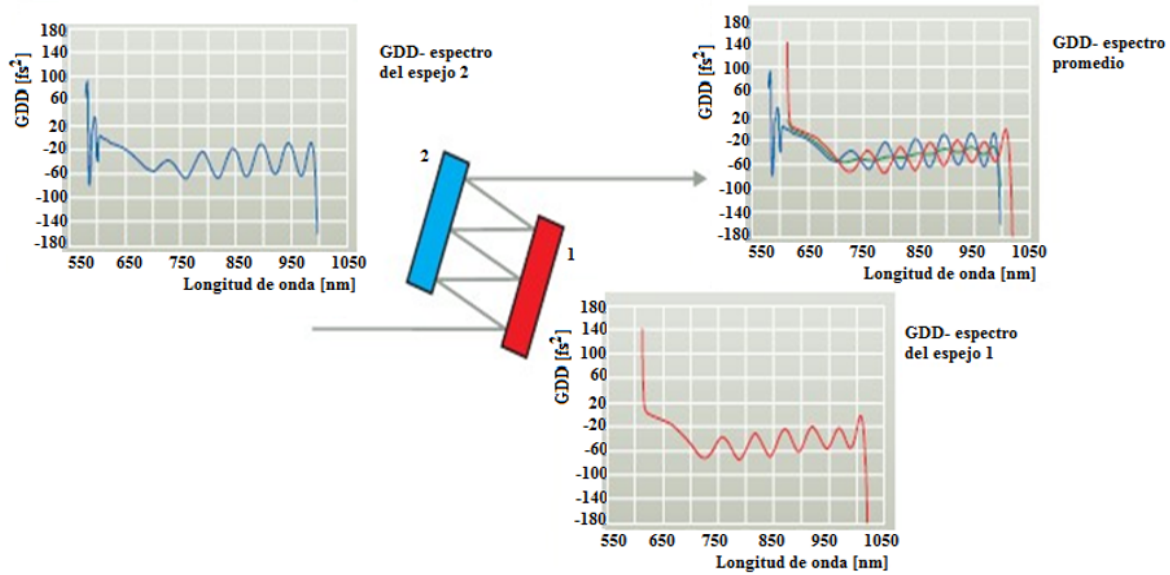 180
140
100
60
20
-20
-60
-100
-140
-180
GDD [fs²]
550 650 750 850 950 1050
Longitud de onda [nm]
GDD- espectro
del espejo 2
2
1
180
140
100
60
20
-20
-60
-100
-140
-180
GDD [fs²]
550 650 750 850 950 1050
Longitud de onda [nm]
GDD- espectro
promedio
180
140
100
60
20
-20
-60
-100
-140
-180
GDD [fs²]
550 650 750 850 950 1050
Longitud de onda [nm]
GDD- espectro
del espejo 1